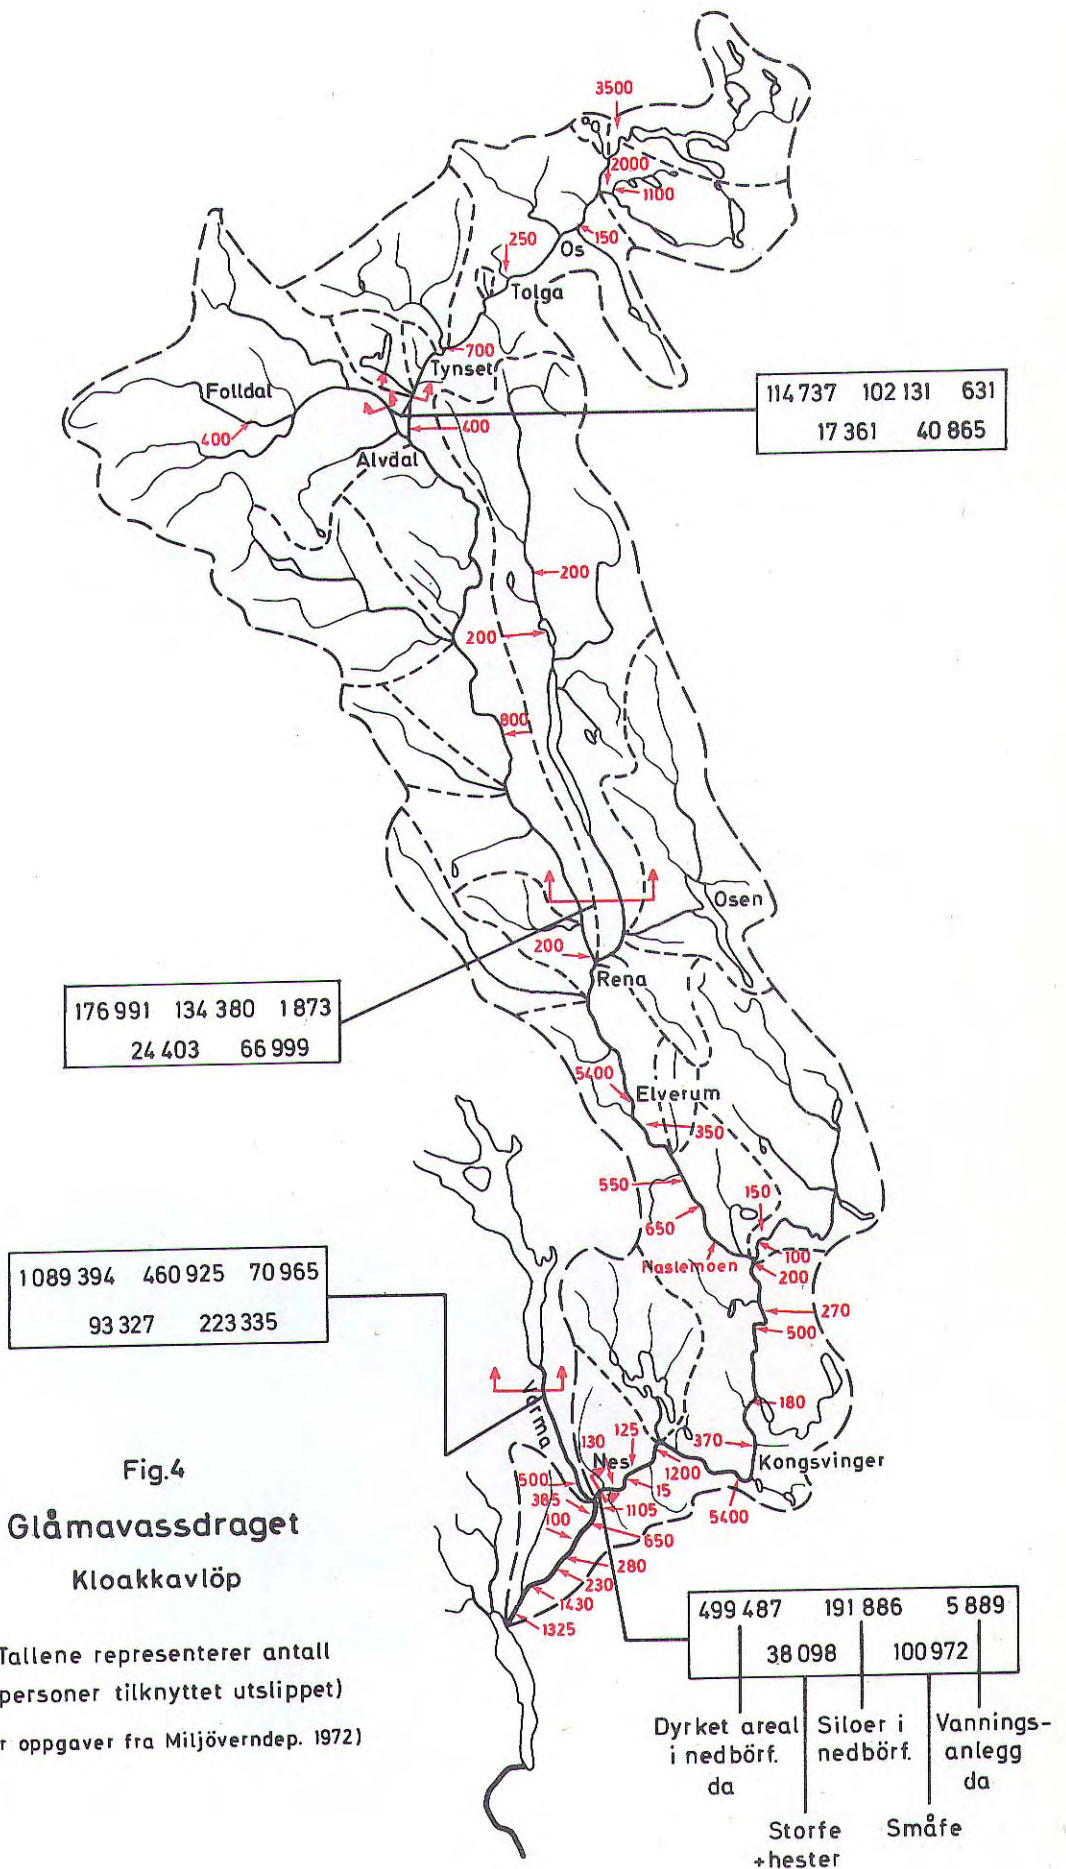 3500
2000
1100
150
250
Os
Tolga
700
Tynset
Folldal
400
400
Alvdal
114 737 102 131 631
17 361 40 865
200
200
800
Osen
200
Rena
176 991 134 380 1 873
24 403 66 999
5400
Elverum
350
550
650
150
Naslemoen
100
200
270
500
1 089 394 460 925 70 965
93 327 223 335
180
Vorma
125
130
370
Nes
Kongsvinger
1200
500
15
385
1105
5400
100
650
280
230
1430
1325
Fig.4
Glåmavassdraget
Kloakkavlöp
Tallene representerer antall
personer tilknyttet utslippet)
r oppgaver fra Miljöverndep. 1972)
499 487 191 886 5 889
38 098 100 972
Dyrket areal Siloer i Vannings-
i nedbörf. nedbörf. anlegg
da da
Storfe Småfe
+hester